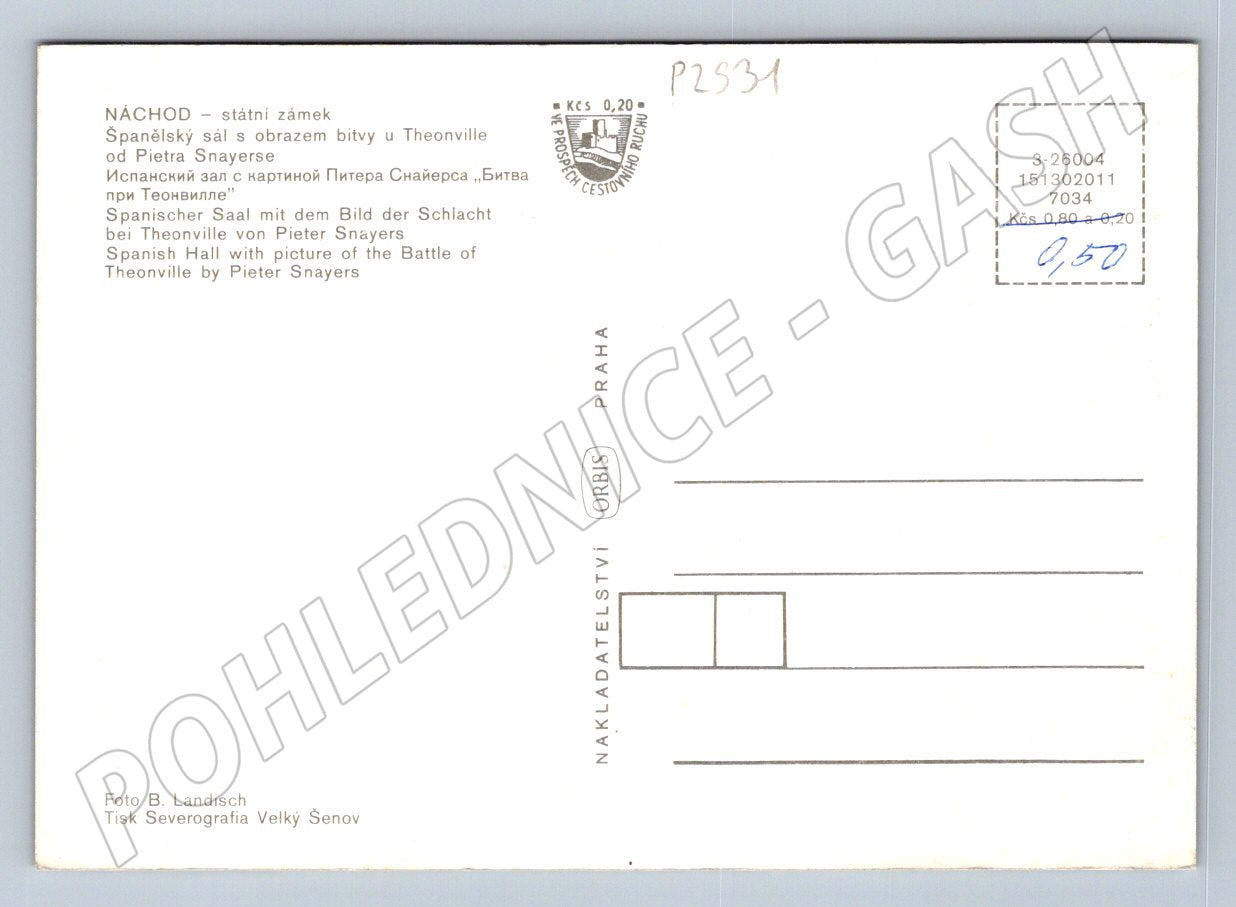 P2531
NÁCHOD – státní zámek
Španělský sál s obrazem bitvy u Theonville
od Pietra Snayerse
Испанский зал с картиной Питера Снайерса „Битва
при Теонвилле"
Spanischer Saal mit dem Bild der Schlacht
bei Theonville von Pieter Snayers
Spanish Hall with picture of the Battle of
Theonville by Pieter Snayers
Kčs 0,20
VE PROSPĚCH CESTOVNÍHO RUCHU
3-26004
151302011
7034
Kčs 0,80 a 0,20
0,50
NAKLADATELSTVÍ ORBIS PRAHA
Foto B. Landisch
Tisk Severografia Velký Šenov
POHLEDNICE - GASH